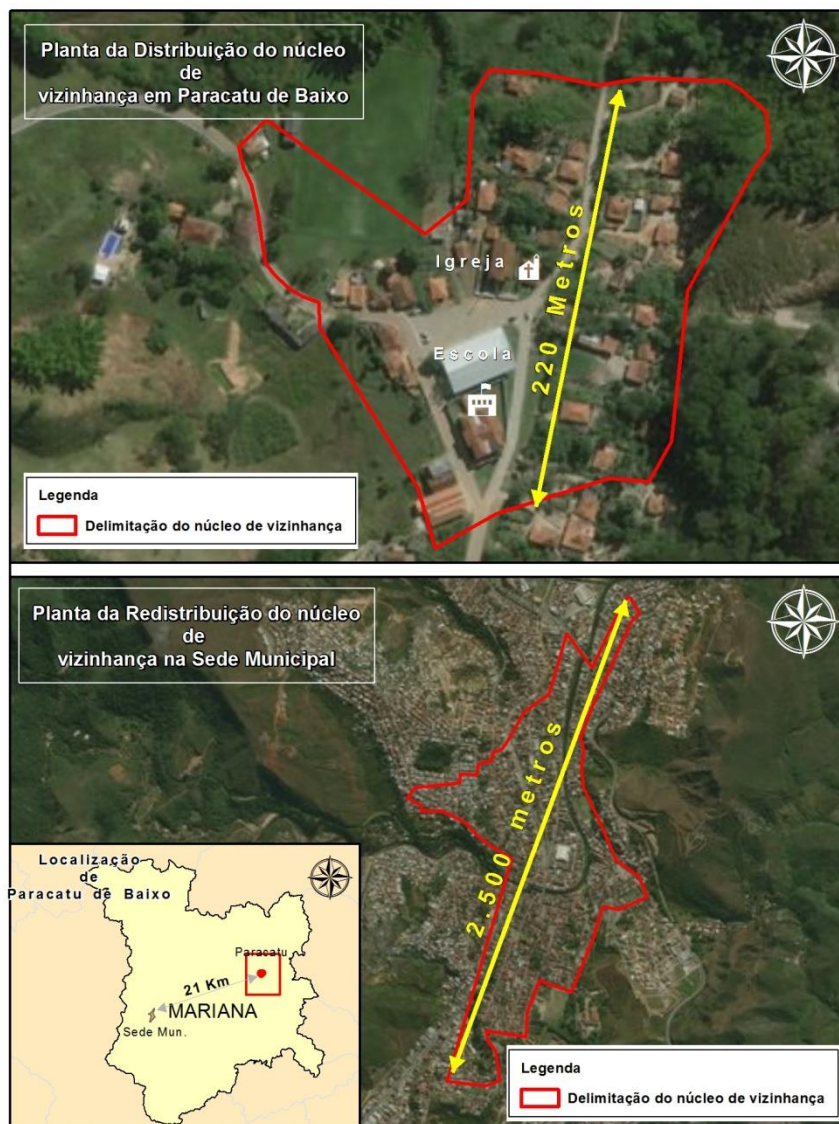 Planta da Distribuição do núcleo
de
vizinhança em Paracatu de Baixo
220 Metros
Igreja
Escola
Legenda
Delimitação do núcleo de vizinhança
Planta da Redistribuição do núcleo
de
vizinhança na Sede Municipal
2.500 metros
Localização
de
Paracatu de Baixo
Paracatu
21 Km
MARIANA
Sede Mun.
Legenda
Delimitação do núcleo de vizinhança